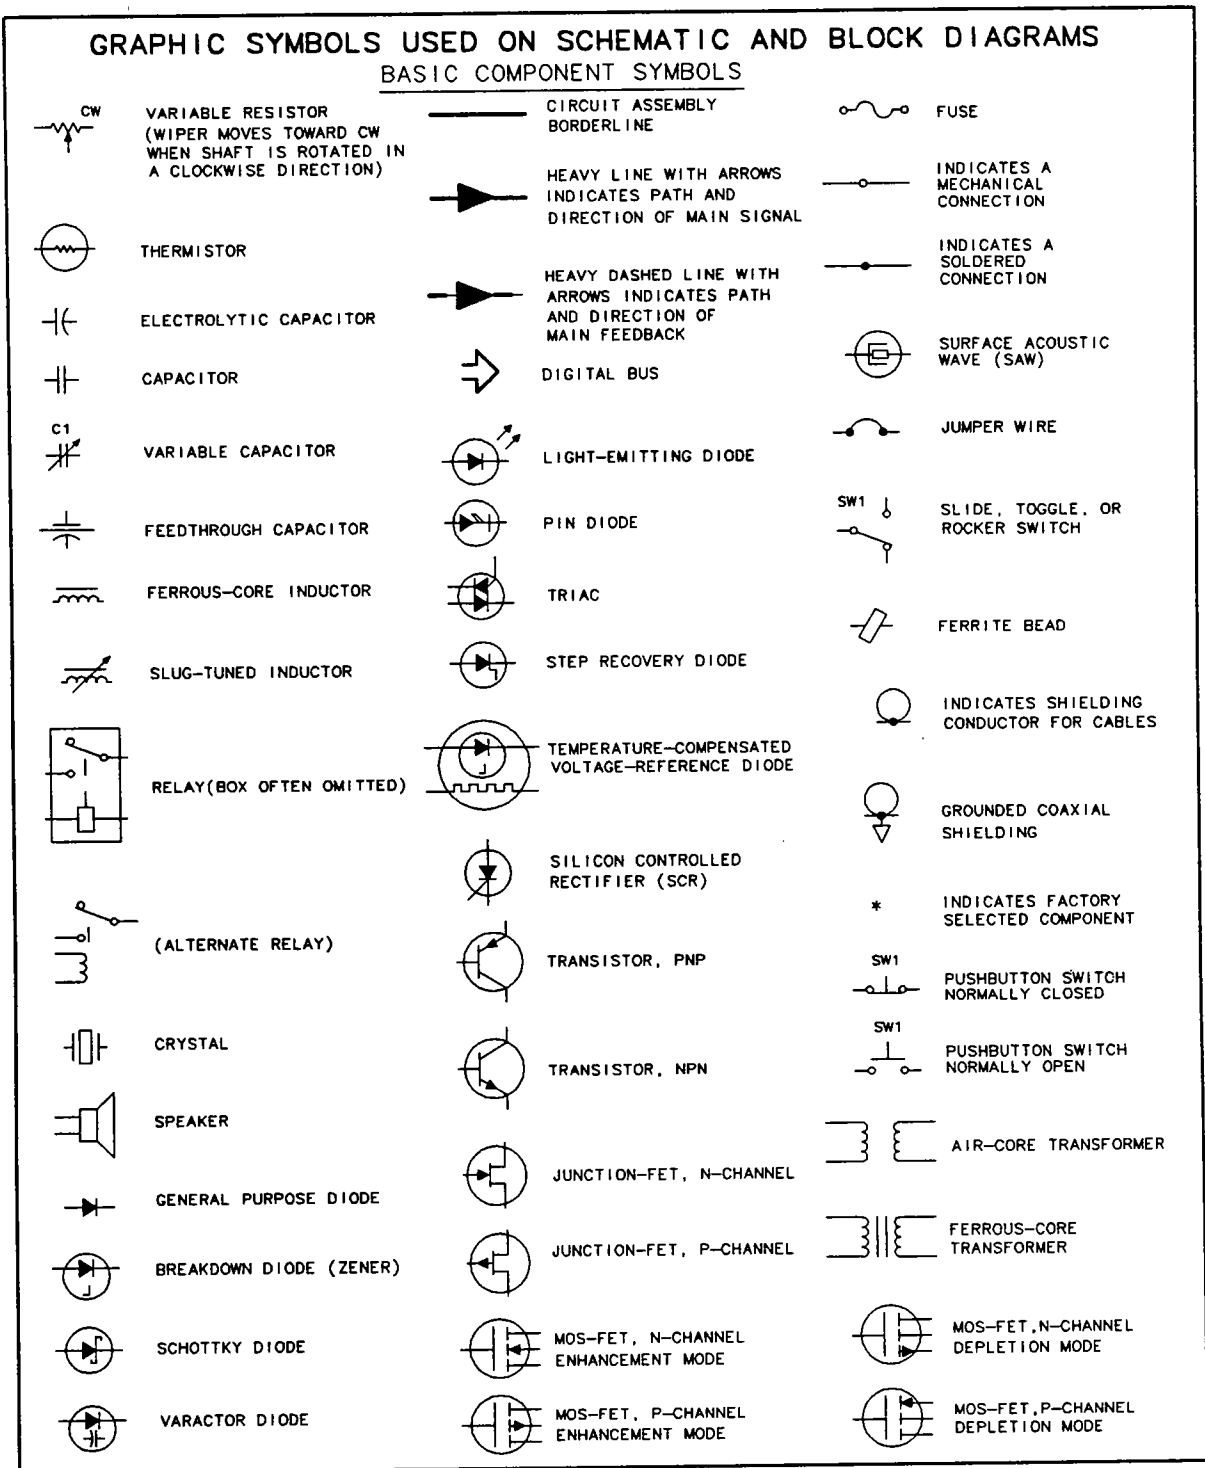 GRAPHIC SYMBOLS USED ON SCHEMATIC AND BLOCK DIAGRAMS
BASIC COMPONENT SYMBOLS
CW
VARIABLE RESISTOR
(WIPER MOVES TOWARD CW
WHEN SHAFT IS ROTATED IN
A CLOCKWISE DIRECTION)
THERMISTOR
ELECTROLYTIC CAPACITOR
CAPACITOR
C1
VARIABLE CAPACITOR
FEEDTHROUGH CAPACITOR
FERROUS-CORE INDUCTOR
SLUG-TUNED INDUCTOR
RELAY(BOX OFTEN OMITTED)
(ALTERNATE RELAY)
CRYSTAL
SPEAKER
GENERAL PURPOSE DIODE
BREAKDOWN DIODE (ZENER)
SCHOTTKY DIODE
VARACTOR DIODE
CIRCUIT ASSEMBLY
BORDERLINE
HEAVY LINE WITH ARROWS
INDICATES PATH AND
DIRECTION OF MAIN SIGNAL
HEAVY DASHED LINE WITH
ARROWS INDICATES PATH
AND DIRECTION OF
MAIN FEEDBACK
DIGITAL BUS
LIGHT-EMITTING DIODE
PIN DIODE
TRIAC
STEP RECOVERY DIODE
TEMPERATURE-COMPENSATED
VOLTAGE-REFERENCE DIODE
SILICON CONTROLLED
RECTIFIER (SCR)
TRANSISTOR, PNP
TRANSISTOR, NPN
JUNCTION-FET, N-CHANNEL
JUNCTION-FET, P-CHANNEL
MOS-FET, N-CHANNEL
ENHANCEMENT MODE
MOS-FET, P-CHANNEL
ENHANCEMENT MODE
FUSE
INDICATES A
MECHANICAL
CONNECTION
INDICATES A
SOLDERED
CONNECTION
SURFACE ACOUSTIC
WAVE (SAW)
JUMPER WIRE
SW1
SLIDE, TOGGLE, OR
ROCKER SWITCH
FERRITE BEAD
INDICATES SHIELDING
CONDUCTOR FOR CABLES
GROUNDED COAXIAL
SHIELDING
*
INDICATES FACTORY
SELECTED COMPONENT
SW1
PUSHBUTTON SWITCH
NORMALLY CLOSED
SW1
PUSHBUTTON SWITCH
NORMALLY OPEN
AIR-CORE TRANSFORMER
FERROUS-CORE
TRANSFORMER
MOS-FET,N-CHANNEL
DEPLETION MODE
MOS-FET,P-CHANNEL
DEPLETION MODE